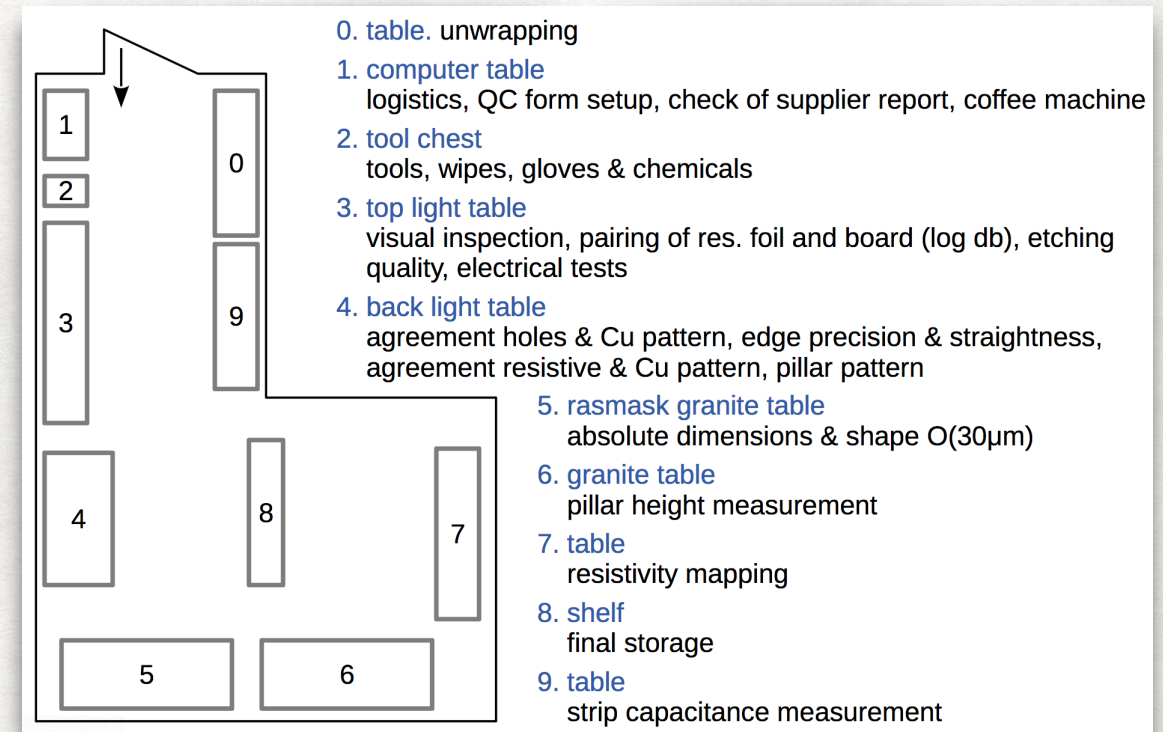 0. table. unwrapping
1. computer table
logistics, QC form setup, check of supplier report, coffee machine
2. tool chest
tools, wipes, gloves & chemicals
3. top light table
visual inspection, pairing of res. foil and board (log db), etching
quality, electrical tests
4. back light table
agreement holes & Cu pattern, edge precision & straightness,
agreement resistive & Cu pattern, pillar pattern
5. rasmask granite table
absolute dimensions & shape O(30μm)
6. granite table
pillar height measurement
7. table
resistivity mapping
8. shelf
final storage
9. table
strip capacitance measurement
1
0
2
3
9
4
8
7
5
6